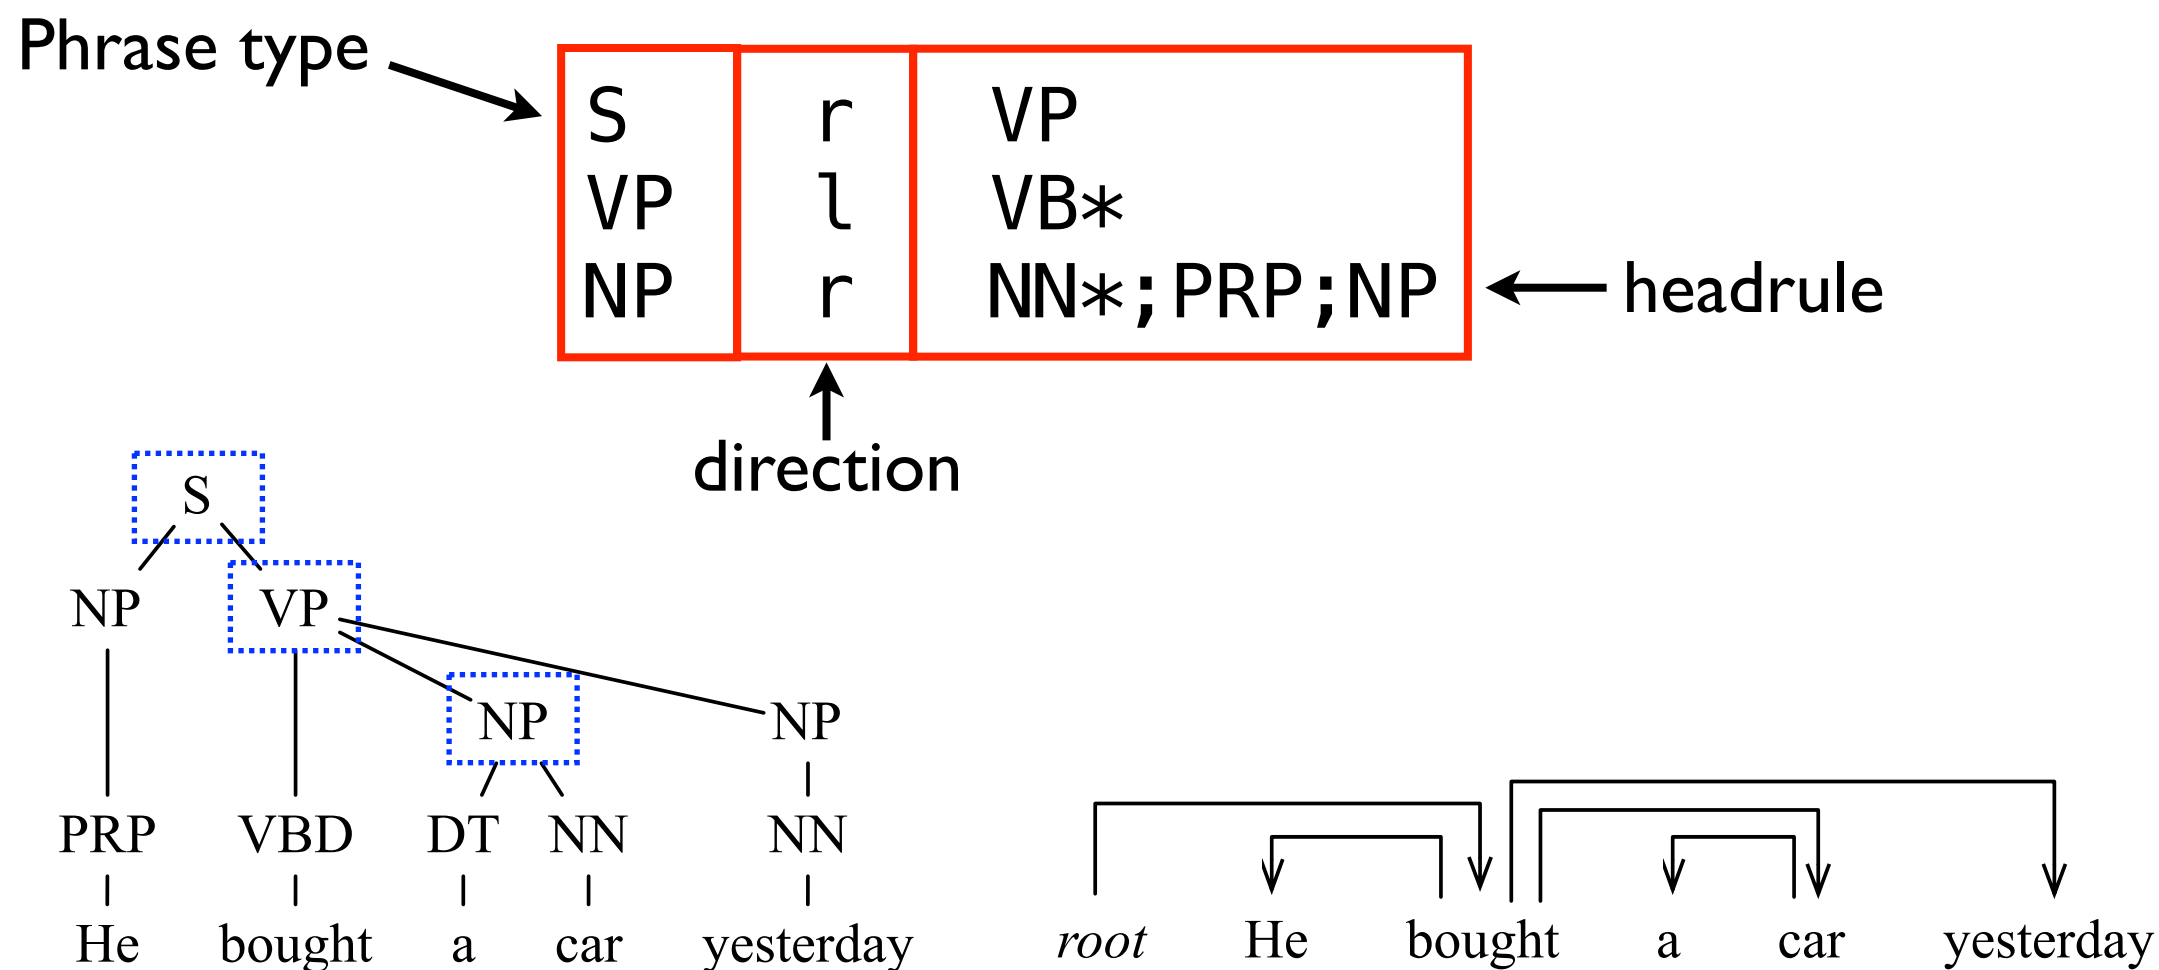 Phrase type
S r VP
VP l VB*
NP r NN*;PRP;NP
headrule
direction
S
NP VP
NP NP
PRP VBD DT NN NN
He bought a car yesterday
root He bought a car yesterday